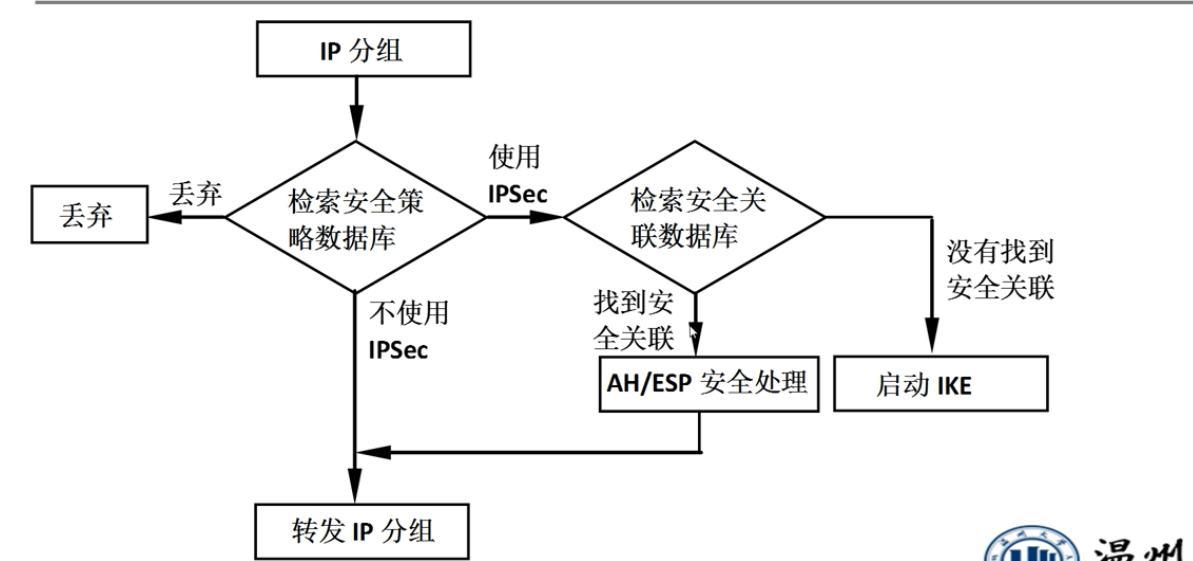 IP 分组
使用
IPSec
丢弃
丢弃
检索安全策
略数据库
检索安全关
联数据库
没有找到
安全关联
不使用
IPSec
找到安
全关联
AH/ESP 安全处理
启动 IKE
转发 IP 分组
温州